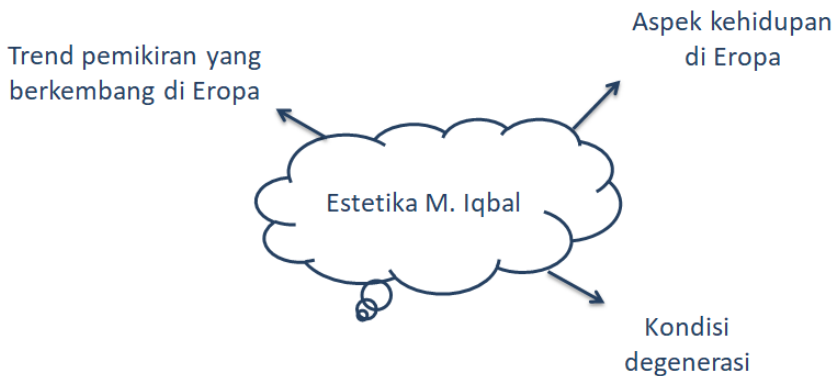 Trend pemikiran yang
berkembang di Eropa
Aspek kehidupan
di Eropa
Estetika M. Iqbal
Kondisi
degenerasi